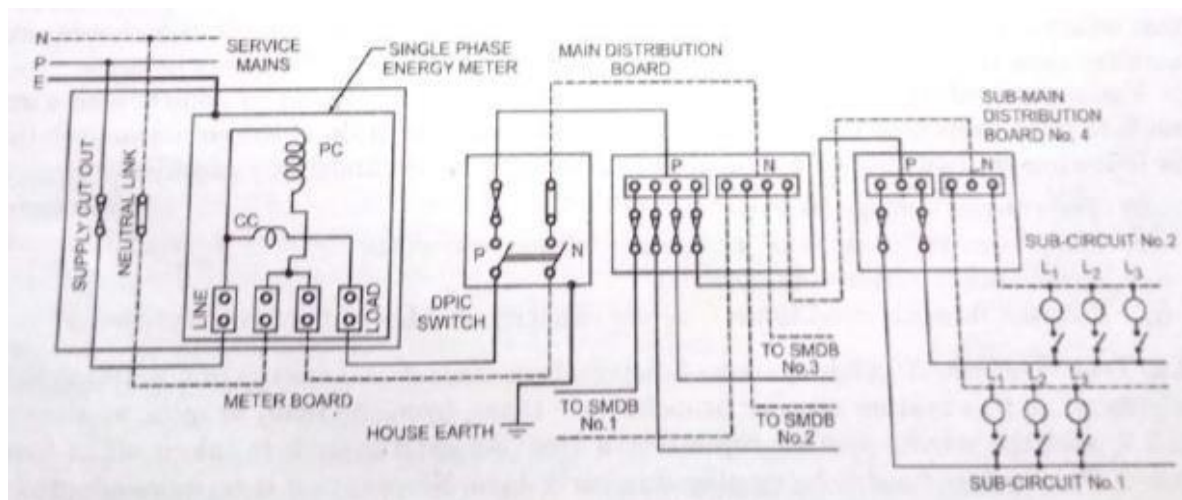 N
P
E
SERVICE
MAINS
SINGLE PHASE
ENERGY METER
MAIN DISTRIBUTION
BOARD
SUB-MAIN
DISTRIBUTION
BOARD No. 4
SUPPLY CUT OUT
NEUTRAL LINK
PC
CC
LINE
LOAD
METER BOARD
P
N
DPIC
SWITCH
HOUSE EARTH
P N
P N
TO SMDB
No.1
TO SMDB
No.2
TO SMDB
No.3
SUB-CIRCUIT No.2
L1 L2 L3
L1 L2 L3
SUB-CIRCUIT No.1